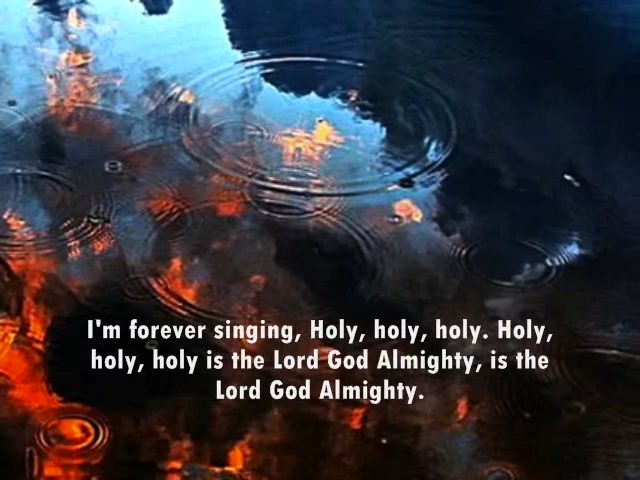 I'm forever singing, Holy, holy, holy. Holy,
holy, holy is the Lord God Almighty, is the
Lord God Almighty.